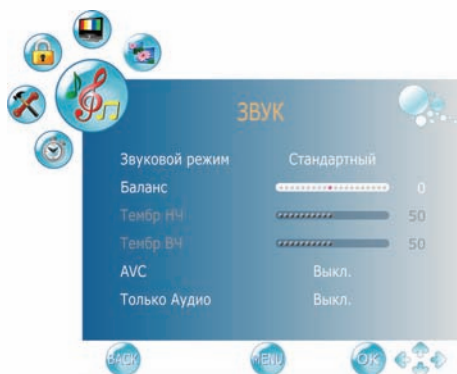 ЗВУК
Звуковой режим Стандартный
Баланс 0
Тембр НЧ 50
Тембр ВЧ 50
AVC Выкл.
Только Аудио Выкл.
BACK MENU OK